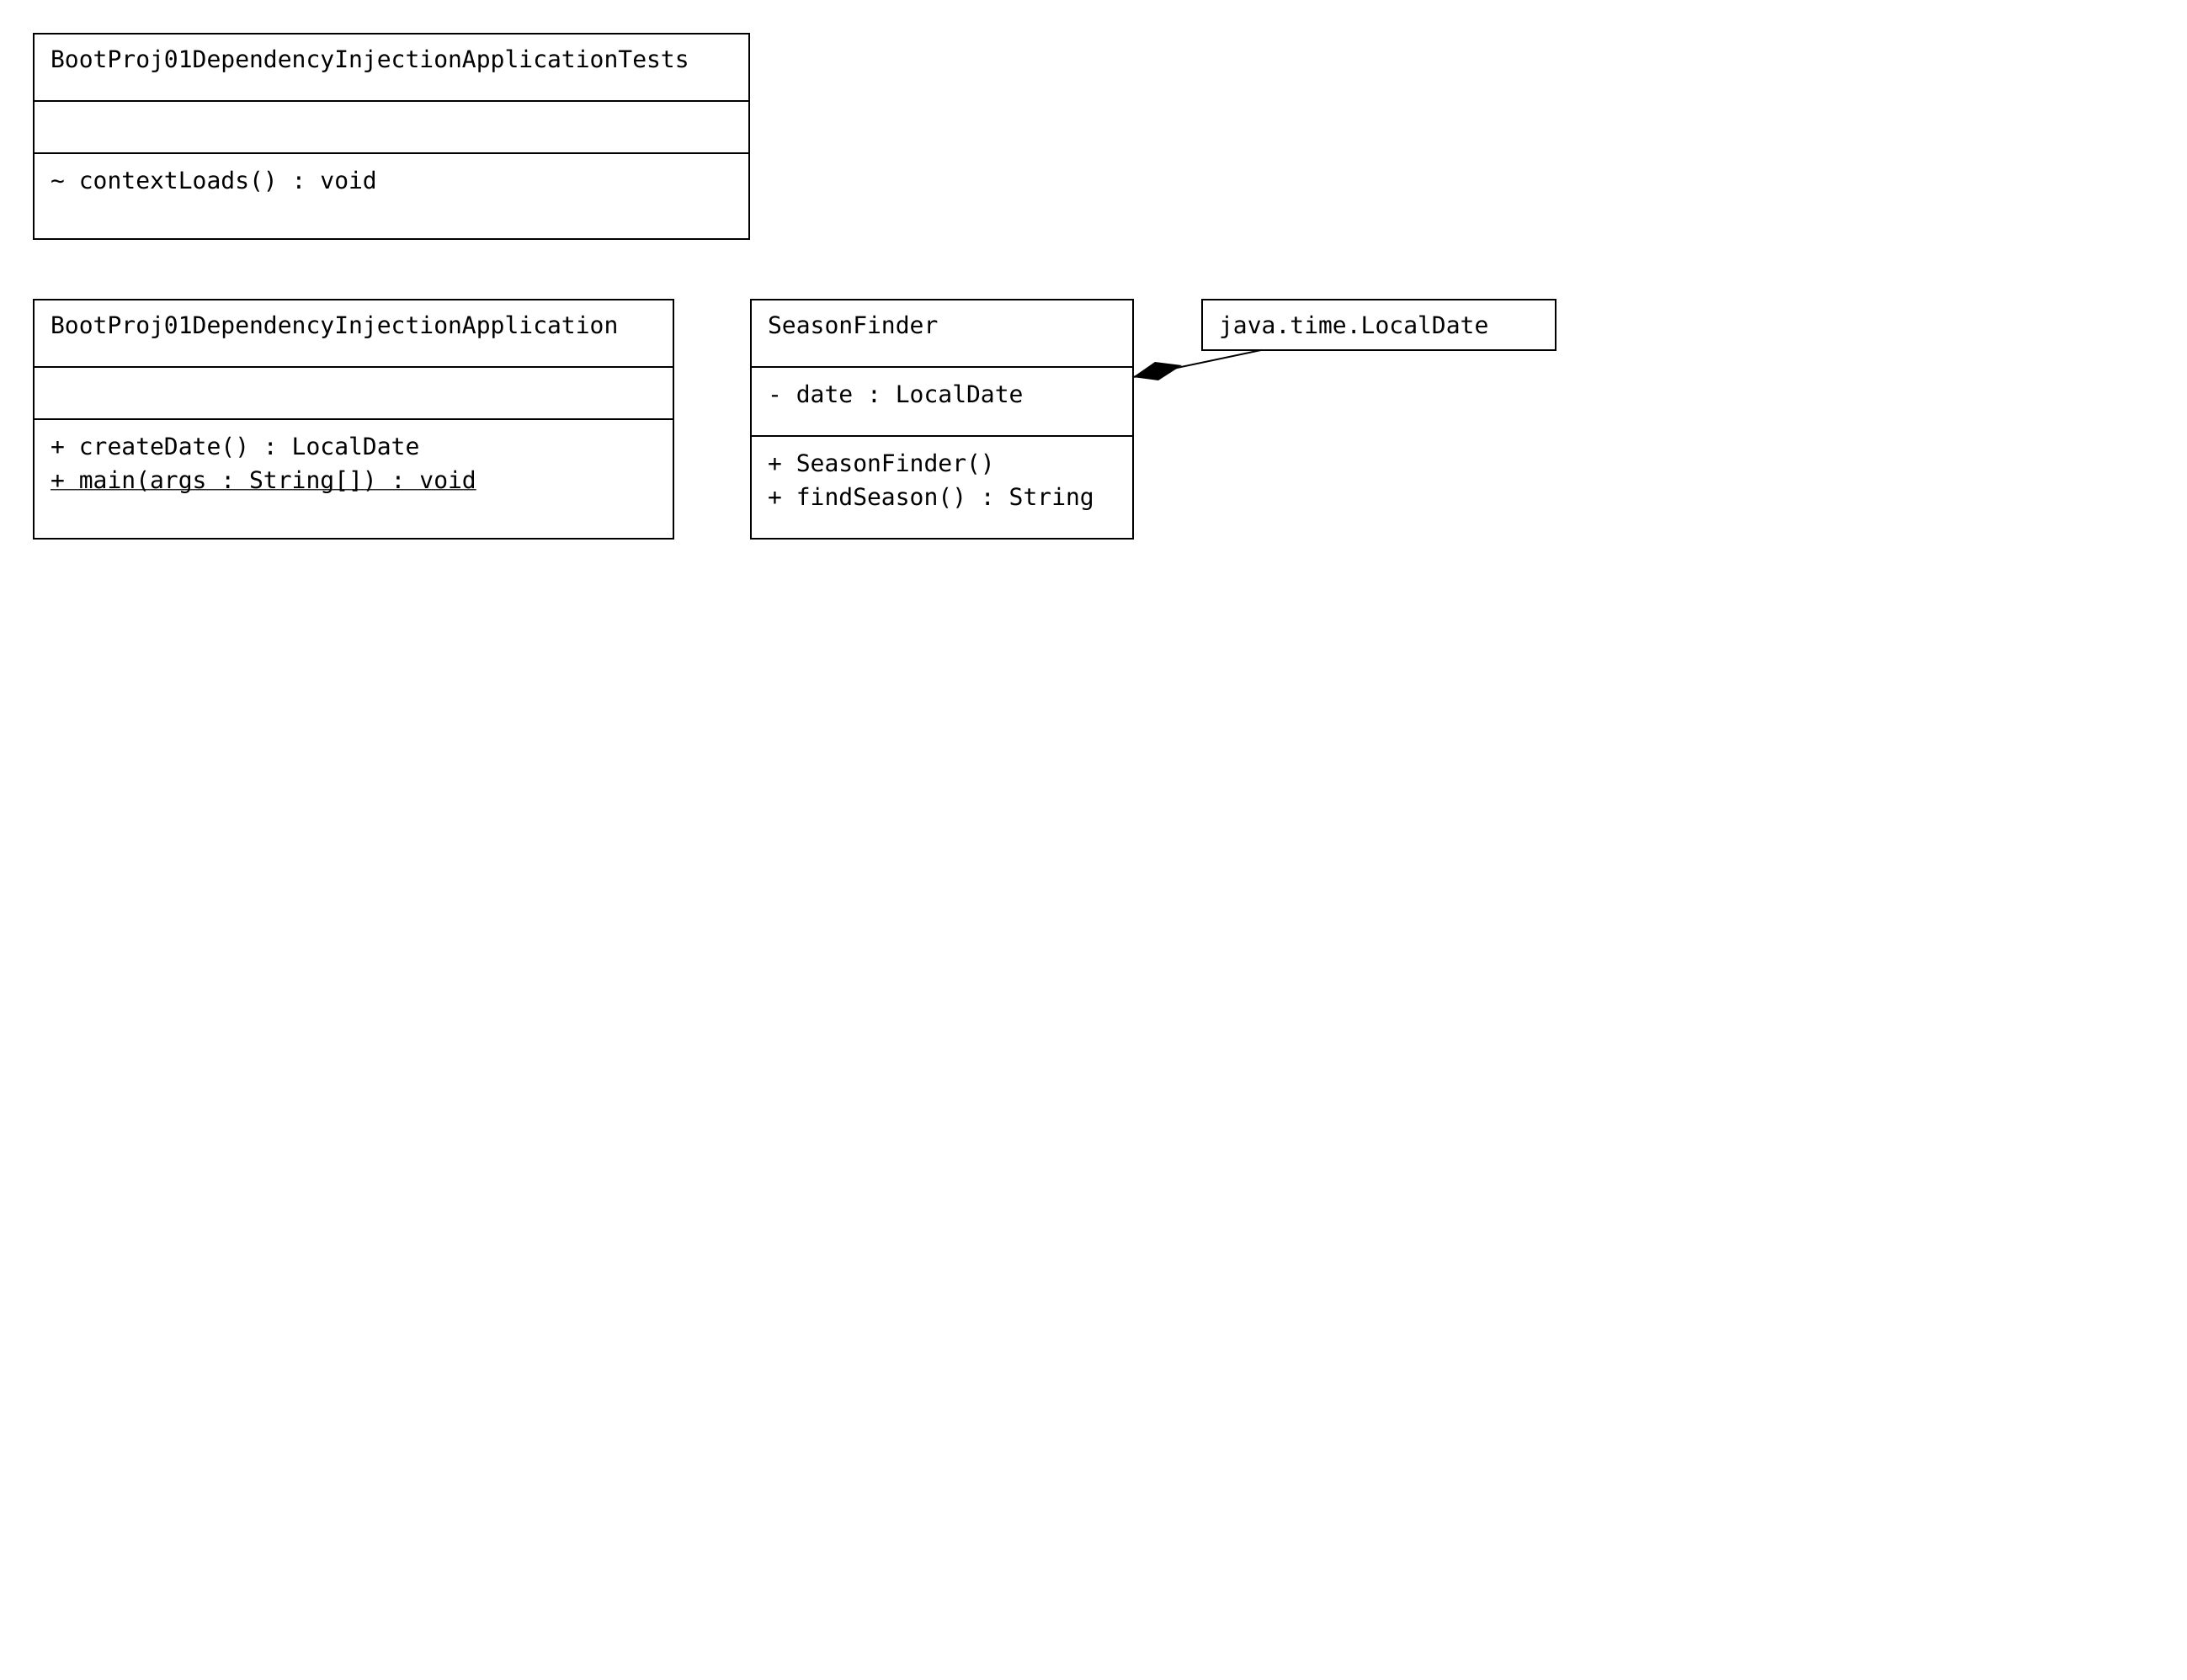 BootProj01DependencyInjectionApplicationTests
~ contextLoads() : void
BootProj01DependencyInjectionApplication
+ createDate() : LocalDate
+ main(args : String[]) : void
SeasonFinder
- date : LocalDate
+ SeasonFinder()
+ findSeason() : String
java.time.LocalDate